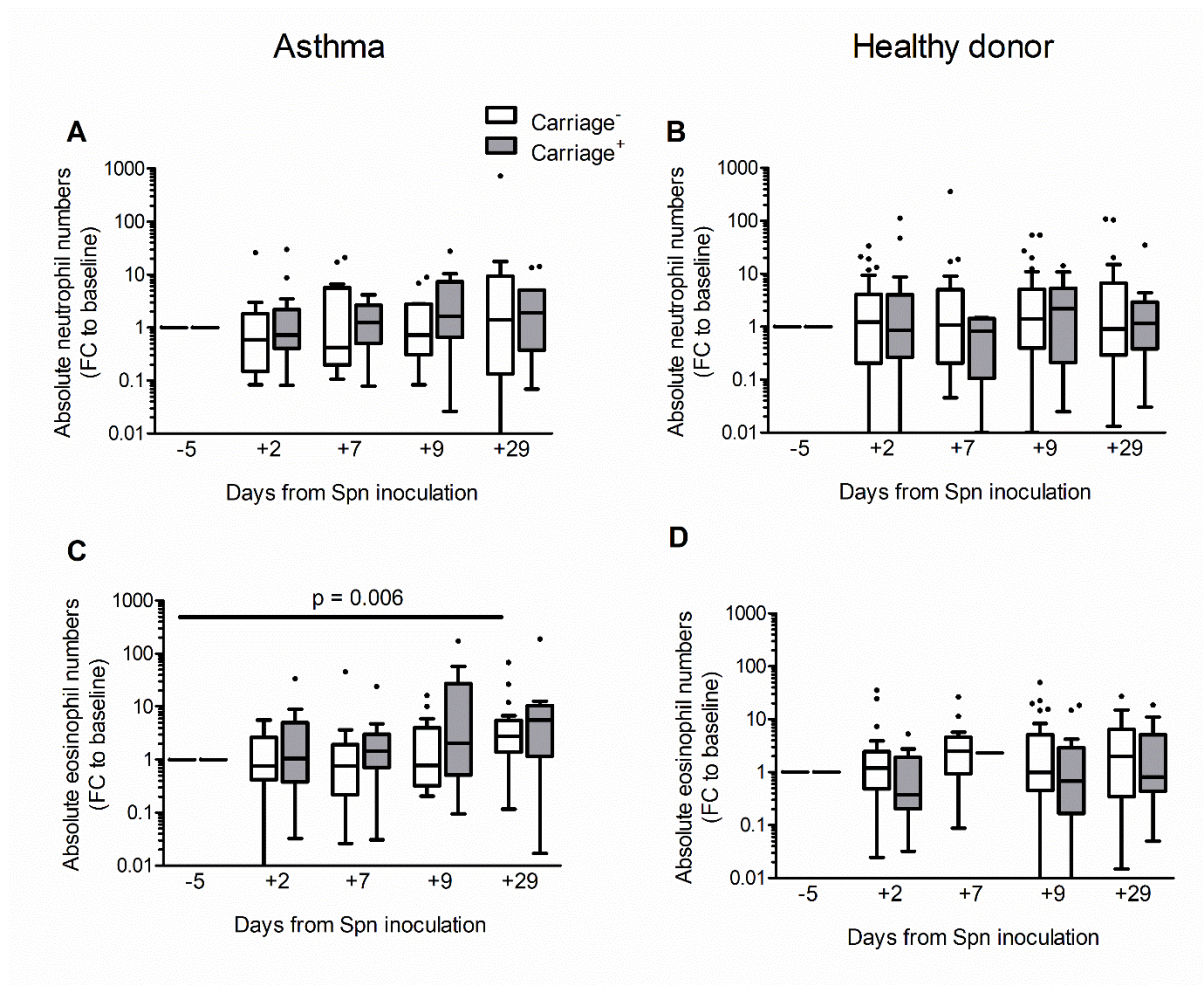 Asthma
Healthy donor
A
Carriage-
Carriage+
B
Absolute neutrophil numbers
(FC to baseline)
1000
100
10
1
0.1
0.01
-5
+2
+7
+9
+29
Days from Spn inoculation
Absolute neutrophil numbers
(FC to baseline)
1000
100
10
1
0.1
0.01
-5
+2
+7
+9
+29
Days from Spn inoculation
C
D
p = 0.006
Absolute eosinophil numbers
(FC to baseline)
1000
100
10
1
0.1
0.01
-5
+2
+7
+9
+29
Days from Spn inoculation
Absolute eosinophil numbers
(FC to baseline)
1000
100
10
1
0.1
0.01
-5
+2
+7
+9
+29
Days from Spn inoculation